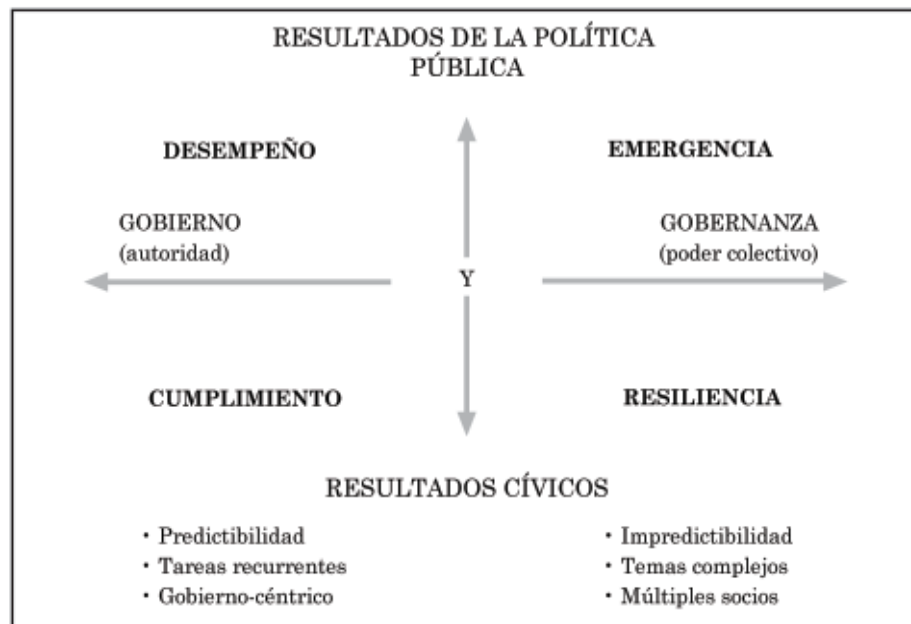 RESULTADOS DE LA POLÍTICA
PÚBLICA
DESEMPEÑO
EMERGENCIA
GOBIERNO
(autoridad)
GOBERNANZA
(poder colectivo)
Y
CUMPLIMIENTO
RESILIENCIA
RESULTADOS CÍVICOS
• Predictibilidad
• Tareas recurrentes
• Gobierno-céntrico
• Impredictibilidad
• Temas complejos
• Múltiples socios